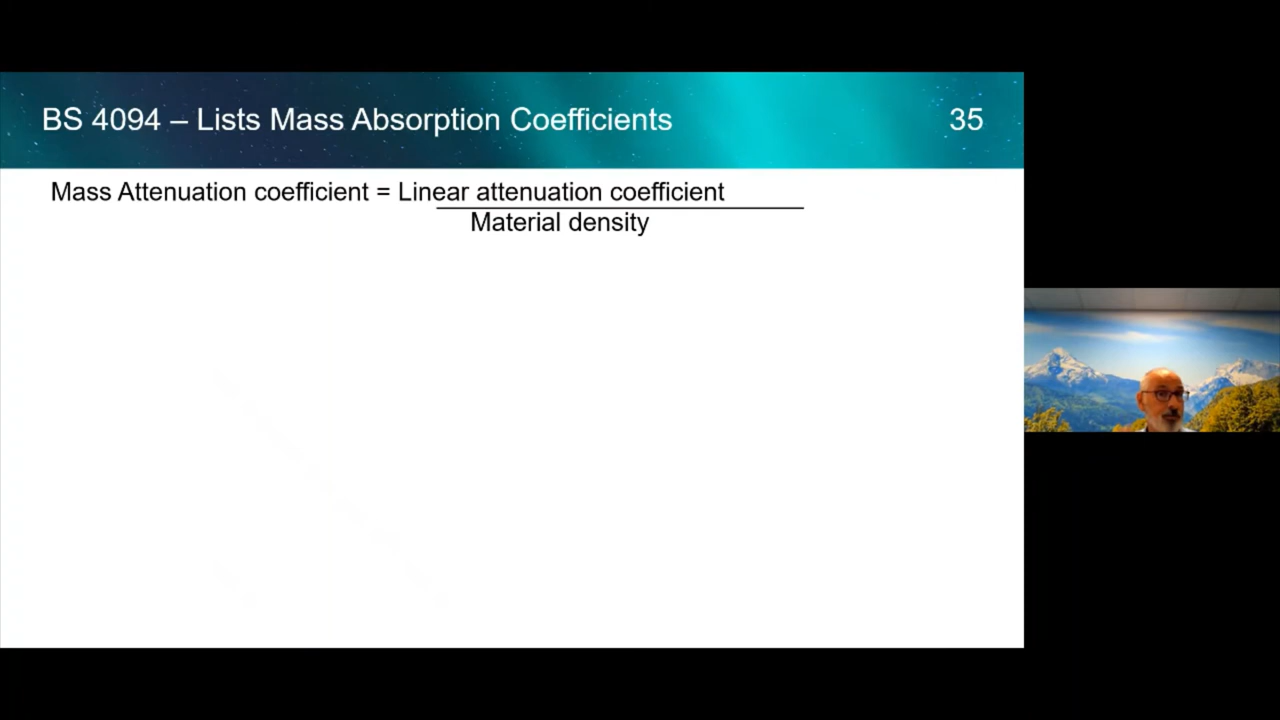 BS 4094 – Lists Mass Absorption Coefficients
35
Mass Attenuation coefficient = Linear attenuation coefficient
Material density